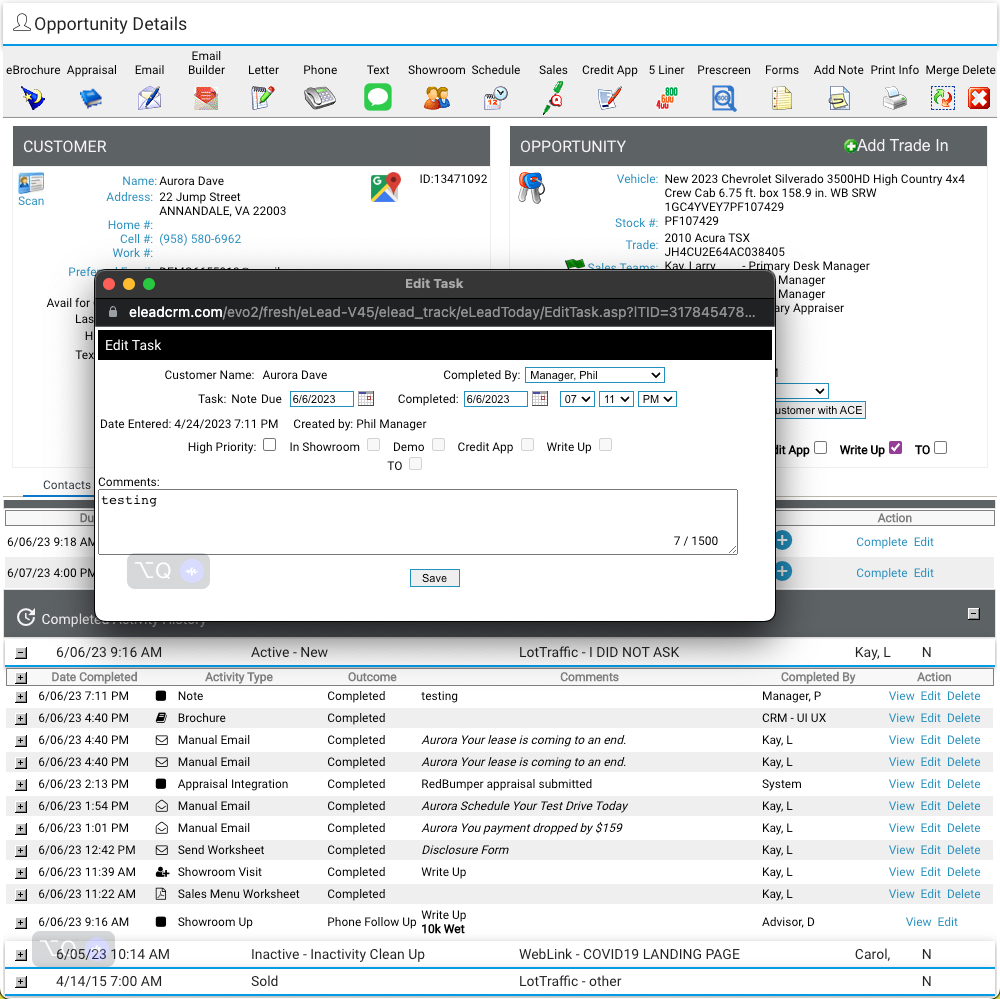 Opportunity Details
eBrochure Appraisal Email Email Builder Letter Phone Text Showroom Schedule Sales Credit App 5 Liner Prescreen Forms Add Note Print Info Merge Delete
CUSTOMER
Scan
Name: Aurora Dave
ID:13471092
Address: 22 Jump Street
ANNANDALE, VA 22003
Home #:
Cell #: (958) 580-6962
Work #:
Avail for
Las
H
Tex
Contacts
OPPORTUNITY
Add Trade In
Vehicle: New 2023 Chevrolet Silverado 3500HD High Country 4x4
Crew Cab 6.75 ft. box 158.9 in. WB SRW
1GC4YVEY7PF107429
Stock #: PF107429
Trade: 2010 Acura TSX
JH4CU2E64AC038405
Sales Teams: Kay, Larry - Primary Desk Manager
Manager
Manager
ary Appraiser
ustomer with ACE
dit App Write Up TO
Edit Task
eleadcrm.com/evo2/fresh/eLead-V45/elead_track/eLeadToday/EditTask.asp?lTID=317845478...
Edit Task
Customer Name: Aurora Dave Completed By: Manager, Phil
Task: Note Due 6/6/2023 Completed: 6/6/2023 07 11 PM
Date Entered: 4/24/2023 7:11 PM Created by: Phil Manager
High Priority: In Showroom Demo Credit App Write Up
TO
Comments:
testing
7 / 1500
⌥Q
Save
Du
Action
6/06/23 9:18 AM Complete Edit
6/07/23 4:00 PM Complete Edit
Completed Activity History
6/06/23 9:16 AM Active - New LotTraffic - I DID NOT ASK Kay, L N
Date Completed Activity Type Outcome Comments Completed By Action
6/06/23 7:11 PM Note Completed testing Manager, P View Edit Delete
6/06/23 4:40 PM Brochure Completed CRM - UI UX View Edit Delete
6/06/23 4:40 PM Manual Email Completed Aurora Your lease is coming to an end. Kay, L View Edit Delete
6/06/23 4:40 PM Manual Email Completed Aurora Your lease is coming to an end. Kay, L View Edit Delete
6/06/23 2:13 PM Appraisal Integration Completed RedBumper appraisal submitted System View Edit Delete
6/06/23 1:54 PM Manual Email Completed Aurora Schedule Your Test Drive Today Kay, L View Edit Delete
6/06/23 1:01 PM Manual Email Completed Aurora You payment dropped by $159 Kay, L View Edit Delete
6/06/23 12:42 PM Send Worksheet Completed Disclosure Form Kay, L View Edit Delete
6/06/23 11:39 AM Showroom Visit Completed Write Up Kay, L View Edit Delete
6/06/23 11:22 AM Sales Menu Worksheet Completed Kay, L View Edit Delete
6/06/23 9:16 AM Showroom Up Phone Follow Up Write Up Advisor, D View Edit
10k Wet
⌥Q
6/05/23 10:14 AM Inactive - Inactivity Clean Up WebLink - COVID19 LANDING PAGE Carol, N
4/14/15 7:00 AM Sold LotTraffic - other N